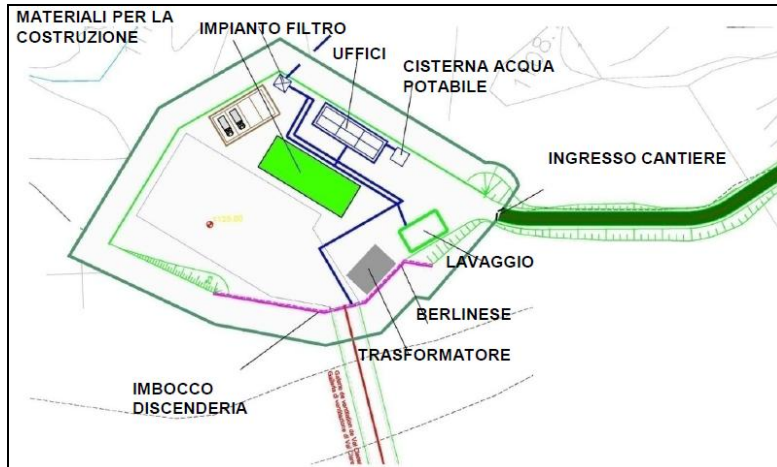 MATERIALI PER LA
COSTRUZIONE
IMPIANTO FILTRO
UFFICI
CISTERNA ACQUA
POTABILE
INGRESSO CANTIERE
LAVAGGIO
BERLINESE
TRASFORMATORE
IMBOCCO
DISCENDERIA